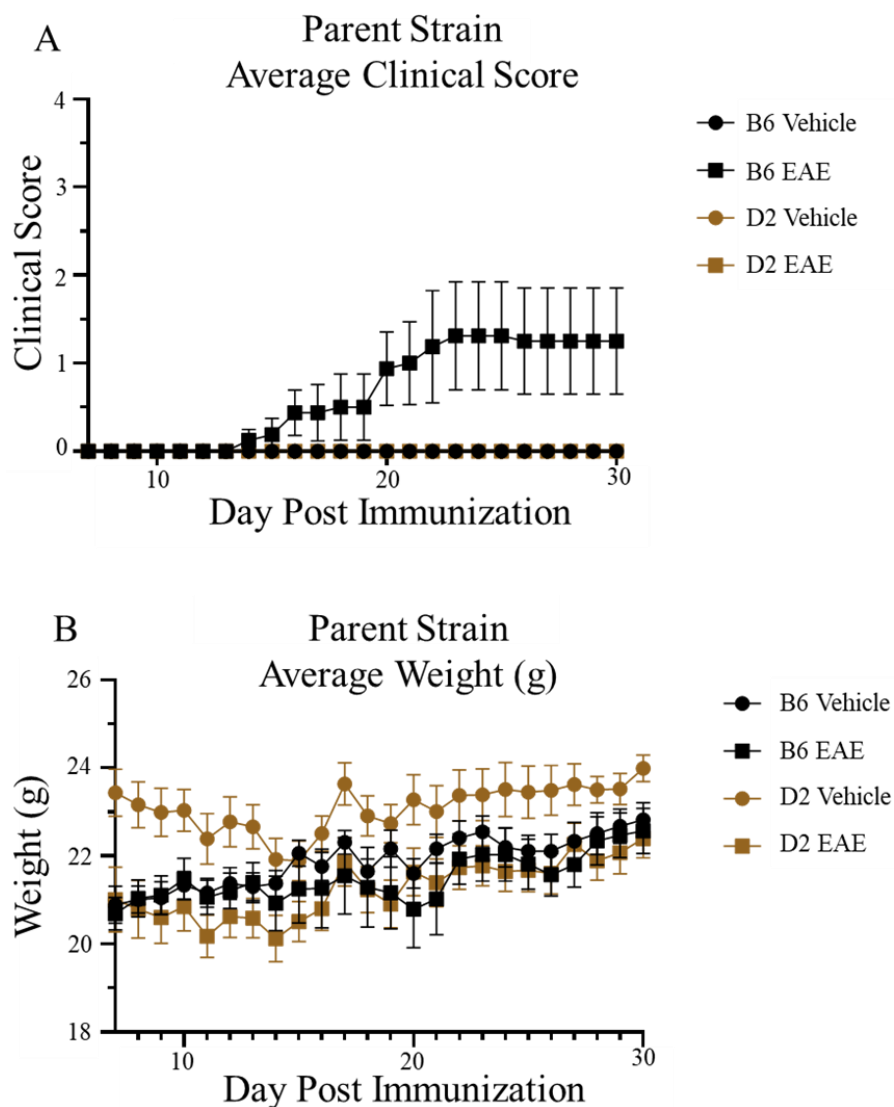 A
Parent Strain
Average Clinical Score
4
3
2
1
0
Clinical Score
10
20
30
Day Post Immunization
B6 Vehicle
B6 EAE
D2 Vehicle
D2 EAE
B
Parent Strain
Average Weight (g)
26
24
22
20
18
Weight (g)
10
20
30
Day Post Immunization
B6 Vehicle
B6 EAE
D2 Vehicle
D2 EAE